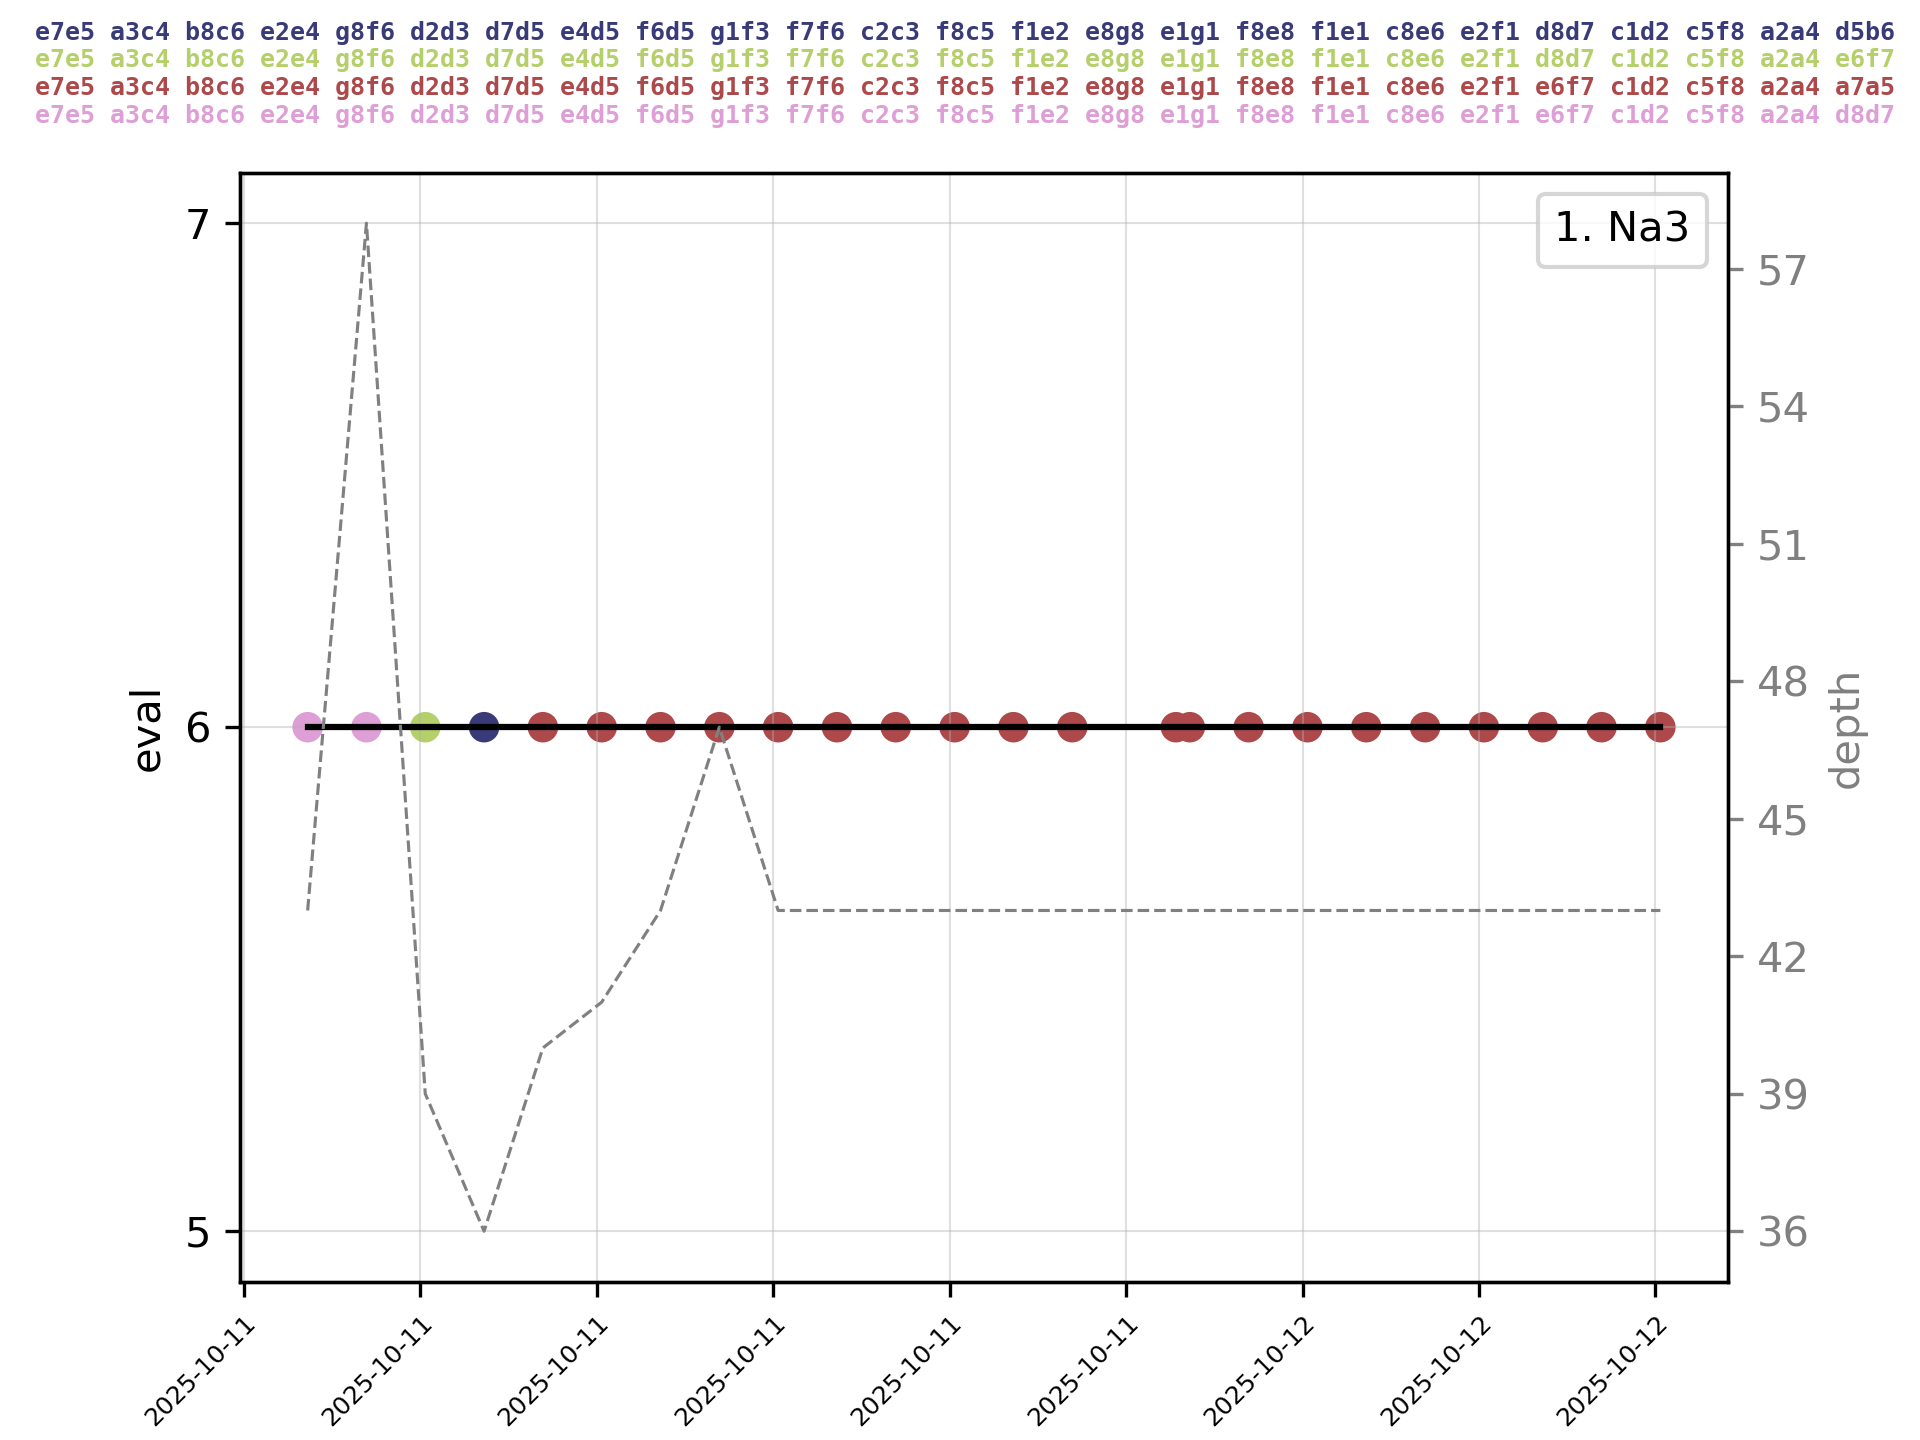 e7e5 a3c4 b8c6 e2e4 g8f6 d2d3 d7d5 e4d5 f6d5 g1f3 f7f6 c2c3 f8c5 f1e2 e8g8 e1g1 f8e8 f1e1 c8e6 e2f1 d8d7 c1d2 c5f8 a2a4 d5b6
e7e5 a3c4 b8c6 e2e4 g8f6 d2d3 d7d5 e4d5 f6d5 g1f3 f7f6 c2c3 f8c5 f1e2 e8g8 e1g1 f8e8 f1e1 c8e6 e2f1 d8d7 c1d2 c5f8 a2a4 e6f7
e7e5 a3c4 b8c6 e2e4 g8f6 d2d3 d7d5 e4d5 f6d5 g1f3 f7f6 c2c3 f8c5 f1e2 e8g8 e1g1 f8e8 f1e1 c8e6 e2f1 e6f7 c1d2 c5f8 a2a4 a7a5
e7e5 a3c4 b8c6 e2e4 g8f6 d2d3 d7d5 e4d5 f6d5 g1f3 f7f6 c2c3 f8c5 f1e2 e8g8 e1g1 f8e8 f1e1 c8e6 e2f1 e6f7 c1d2 c5f8 a2a4 d8d7
1. Na3
7
6
5
eval
57
54
51
48
45
42
39
36
depth
2025-10-11
2025-10-11
2025-10-11
2025-10-11
2025-10-11
2025-10-11
2025-10-12
2025-10-12
2025-10-12